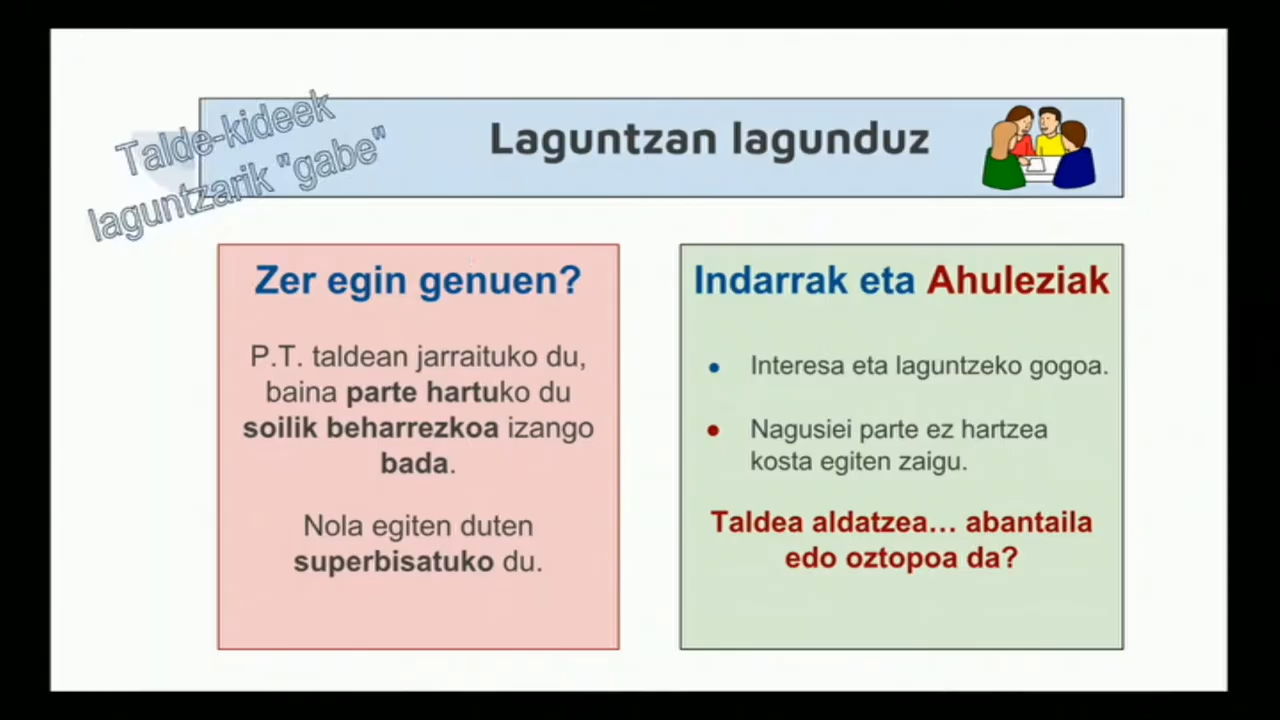 Talde-kideek
laguntzarik "gabe"
Laguntzan lagunduz
Zer egin genuen?
P.T. taldean jarraituko du,
baina parte hartuko du
soilik beharrezkoa izango
bada.
Nola egiten duten
superbisatuko du.
Indarrak eta Ahuleziak
• Interesa eta laguntzeko gogoa.
• Nagusiei parte ez hartzea
kosta egiten zaigu.
Taldea aldatzea... abantaila
edo oztopoa da?